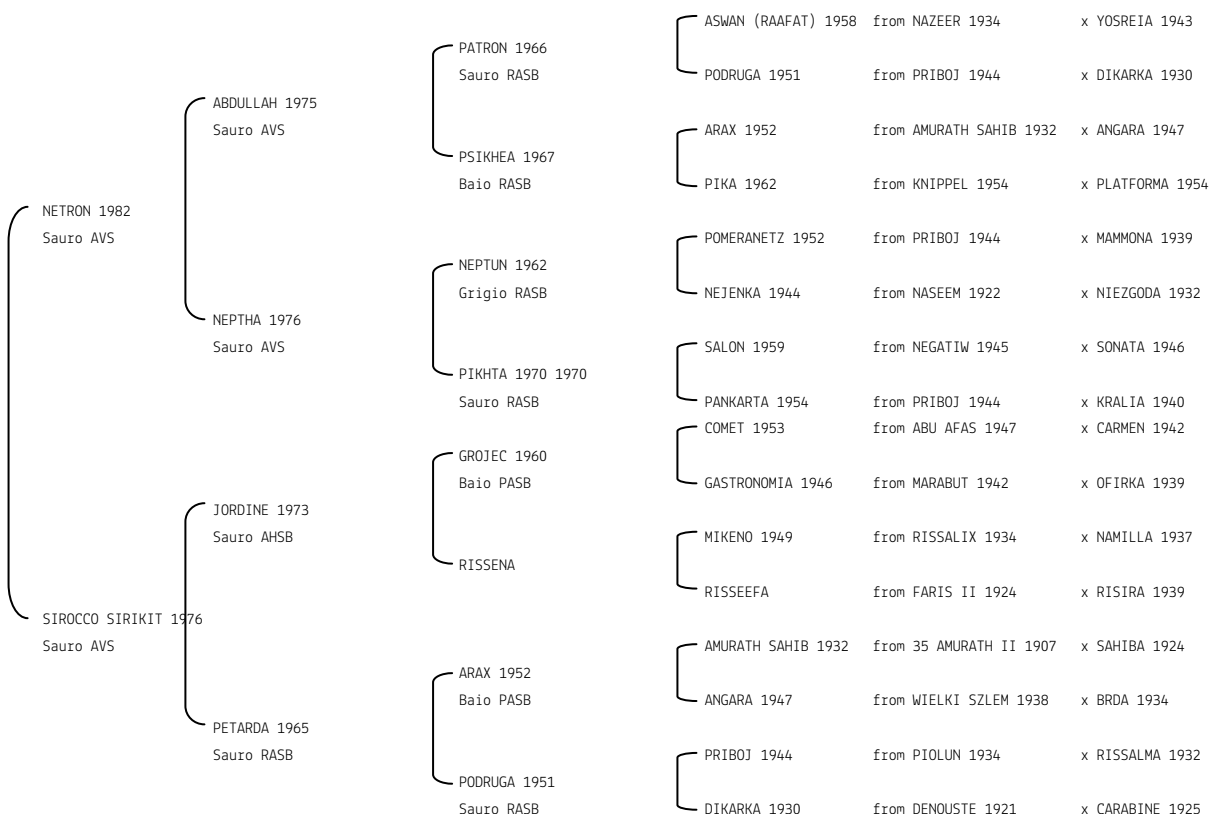 ASWAN (RAAFAT) 1958 from NAZEER 1934 x YOSREIA 1943
PATRON 1966
Sauro RASB
PODRUGA 1951 from PRIBOJ 1944 x DIKARKA 1930
ABDULLAH 1975
Sauro AVS
ARAX 1952 from AMURATH SAHIB 1932 x ANGARA 1947
PSIKHEA 1967
Baio RASB
PIKA 1962 from KNIPPEL 1954 x PLATFORMA 1954
NETRON 1982
Sauro AVS
POMERANETZ 1952 from PRIBOJ 1944 x MAMMONA 1939
NEPTUN 1962
Grigio RASB
NEJENKA 1944 from NASEEM 1922 x NIEZGODA 1932
NEPTHA 1976
Sauro AVS
SALON 1959 from NEGATIW 1945 x SONATA 1946
PIKHTA 1970 1970
Sauro RASB
PANKARTA 1954 from PRIBOJ 1944 x KRALIA 1940
COMET 1953 from ABU AFAS 1947 x CARMEN 1942
GROJEC 1960
Baio PASB
GASTRONOMIA 1946 from MARABUT 1942 x OFIRKA 1939
JORDINE 1973
Sauro AHSB
MIKENO 1949 from RISSALIX 1934 x NAMILLA 1937
RISSENA
RISSEEFA from FARIS II 1924 x RISIRA 1939
SIROCCO SIRIKIT 1976
Sauro AVS
AMURATH SAHIB 1932 from 35 AMURATH II 1907 x SAHIBA 1924
ARAX 1952
Baio PASB
ANGARA 1947 from WIELKI SZLEM 1938 x BRDA 1934
PETARDA 1965
Sauro RASB
PRIBOJ 1944 from PIOLUN 1934 x RISSALMA 1932
PODRUGA 1951
Sauro RASB
DIKARKA 1930 from DENOUSTE 1921 x CARABINE 1925